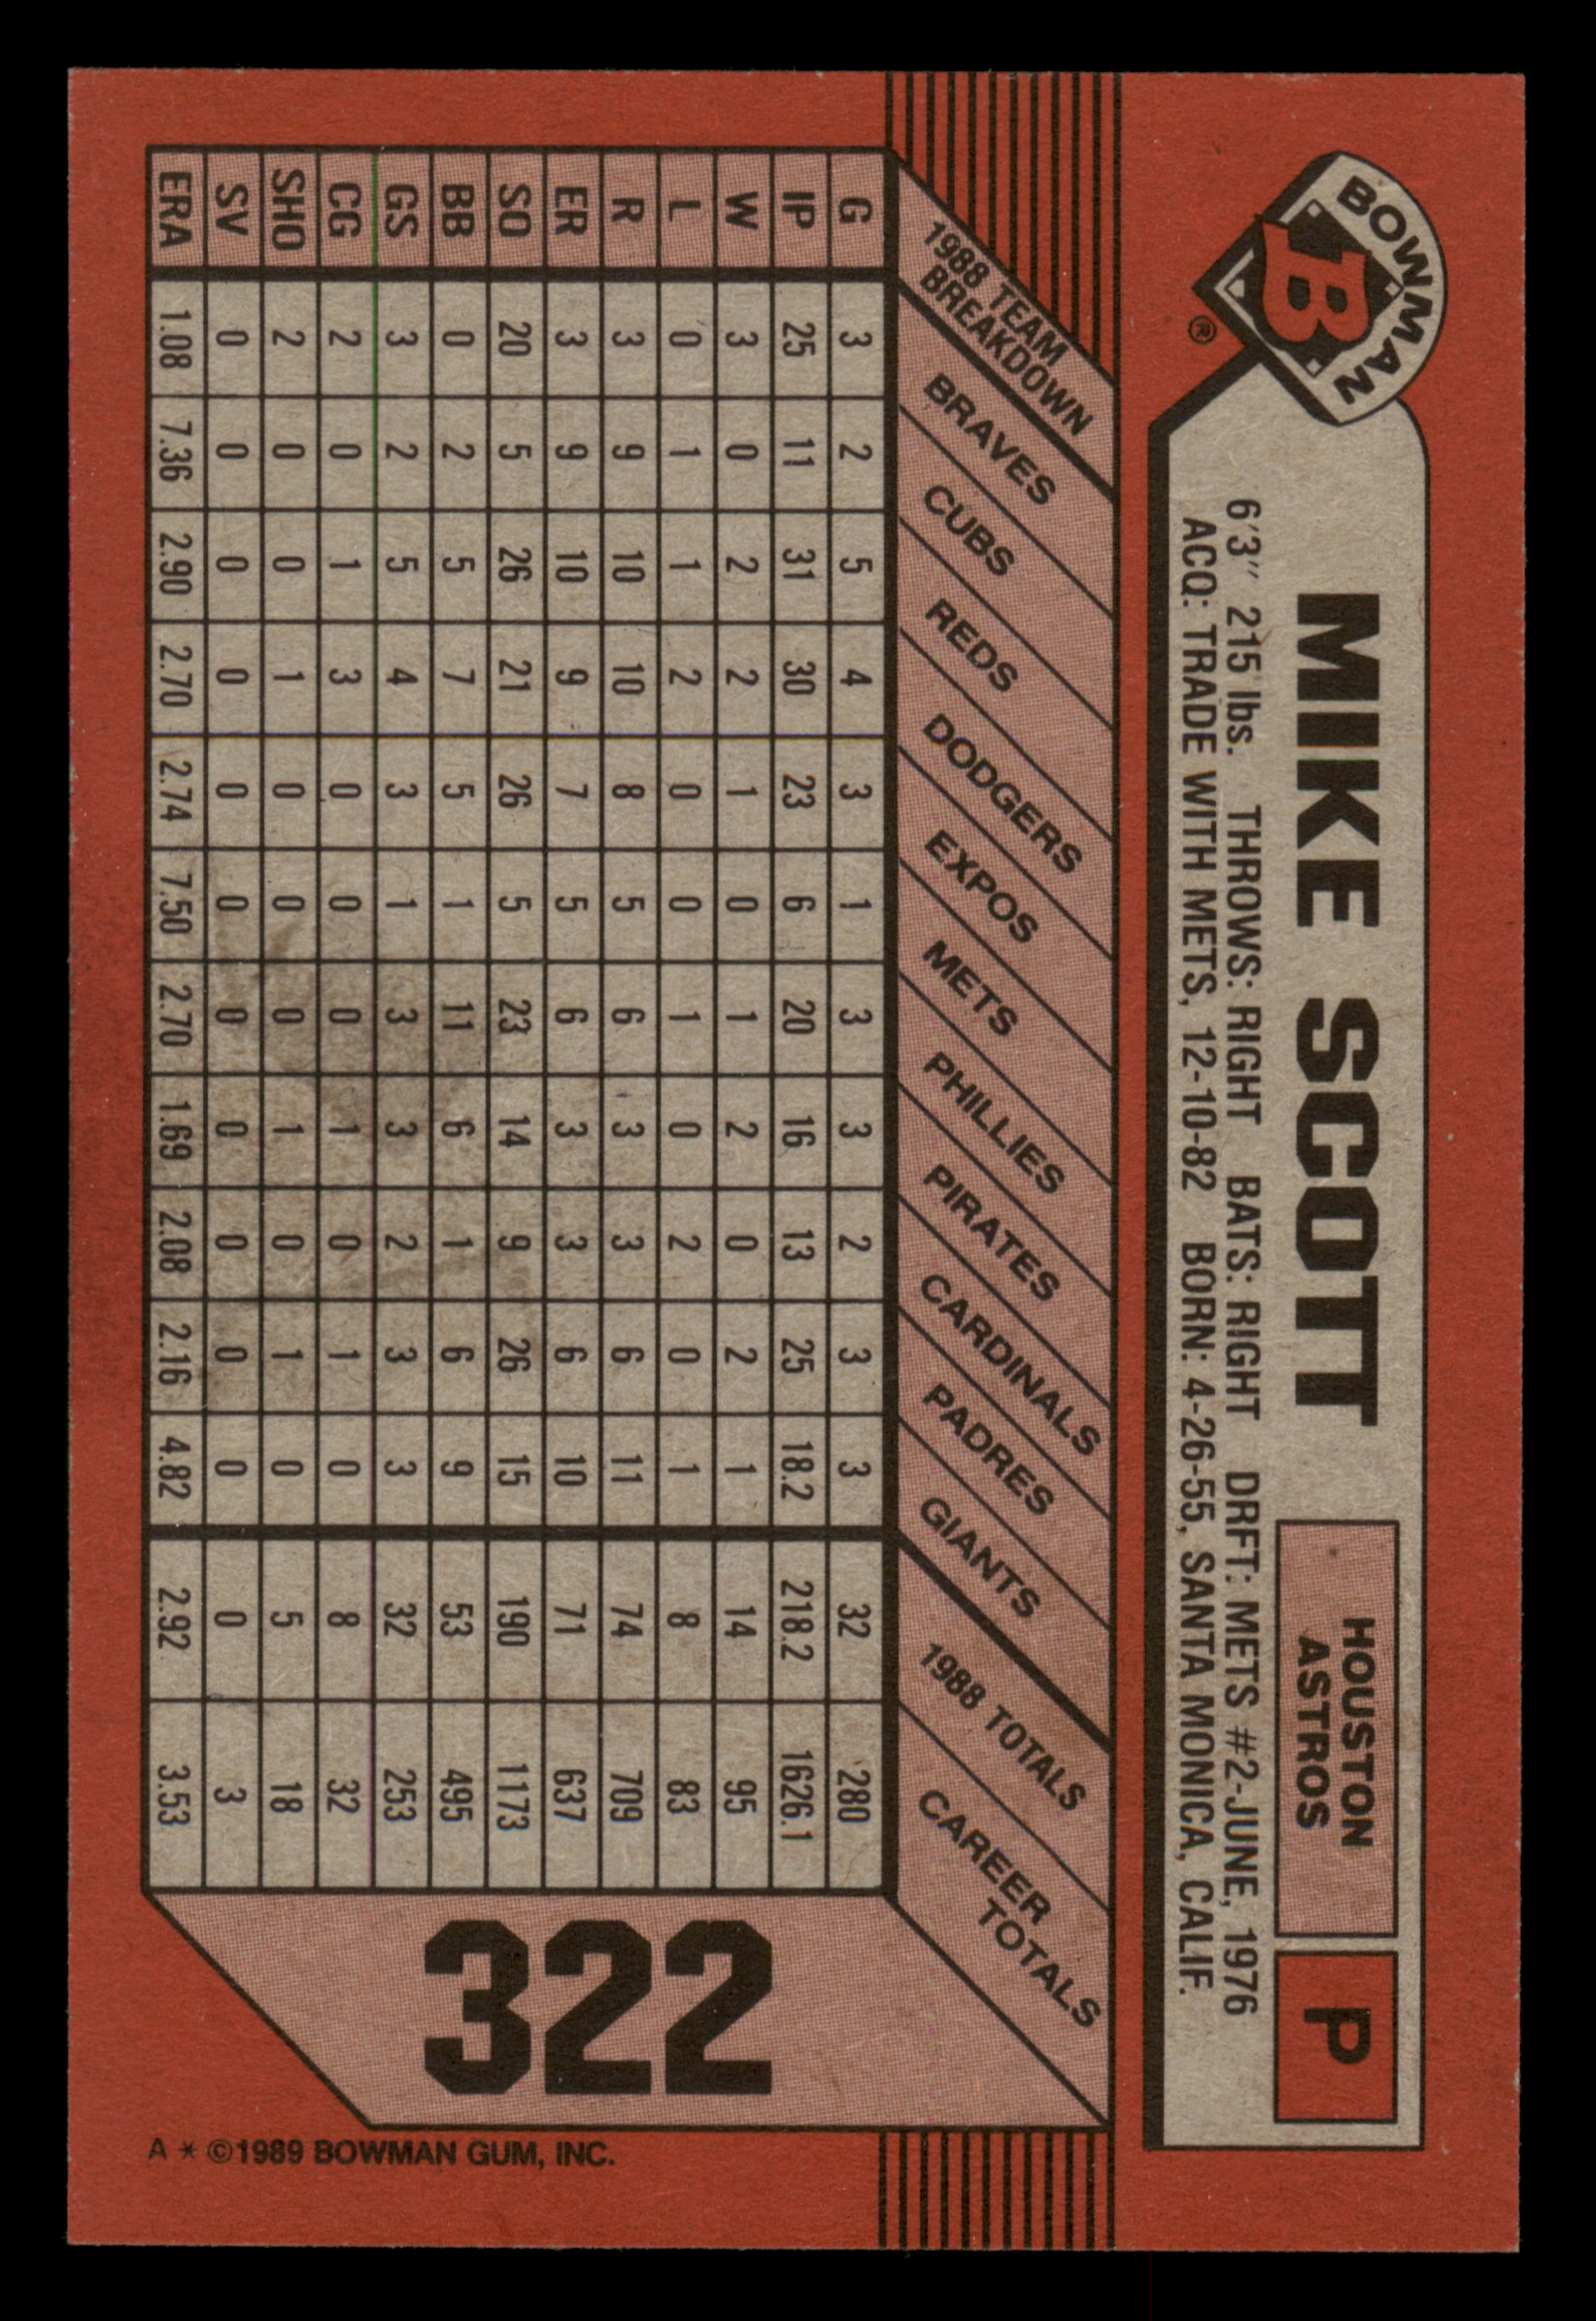 BOWMAN
B
®
MIKE SCOTT
HOUSTON
ASTROS
P
6'3" 215 lbs. THROWS: RIGHT BATS: RIGHT DRFT: METS #2-JUNE, 1976
ACQ: TRADE WITH METS, 12-10-82 BORN: 4-26-55, SANTA MONICA, CALIF.
1988 TEAM
BREAKDOWN
BRAVES
CUBS
REDS
DODGERS
EXPOS
METS
PHILLIES
PIRATES
CARDINALS
PADRES
GIANTS
1988 TOTALS
CAREER
TOTALS
G 3 2 5 4 3 1 3 3 2 3 3 32 280
IP 25 11 31 30 23 6 20 16 13 25 18.2 218.2 1626.1
W 3 0 2 2 1 0 1 2 0 2 1 14 95
L 0 1 1 2 0 0 1 0 2 0 1 8 83
R 3 9 10 10 8 5 6 3 3 6 11 74 709
ER 3 9 10 9 7 5 6 3 3 6 10 71 637
SO 20 5 26 21 26 5 23 14 9 26 15 190 1173
BB 0 2 5 7 5 1 11 6 1 6 9 53 495
GS 3 2 5 4 3 1 3 3 2 3 3 32 253
CG 2 0 1 3 0 0 0 1 0 1 0 8 32
SHO 2 0 0 1 0 0 0 1 0 1 0 5 18
SV 0 0 0 0 0 0 0 0 0 0 0 0 3
ERA 1.08 7.36 2.90 2.70 2.74 7.50 2.70 1.69 2.08 2.16 4.82 2.92 3.53
322
A * ©1989 BOWMAN GUM, INC.